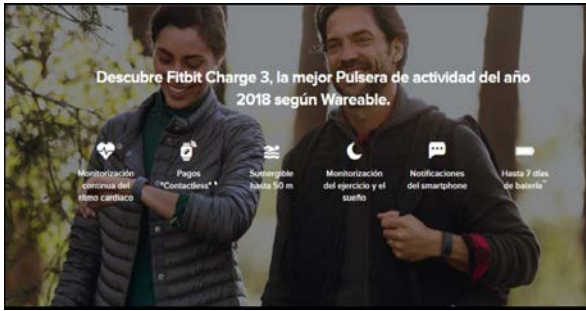 Descubre Fitbit Charge 3, la mejor Pulsera de actividad del año
2018 según Wareable.
Monitorización
continua del
ritmo cardiaco
Pagos
"Contactless"
Sumergible
hasta 50 m
Monitorización
del ejercicio y el
sueño
Notificaciones
del smartphone
Hasta 7 días
de batería